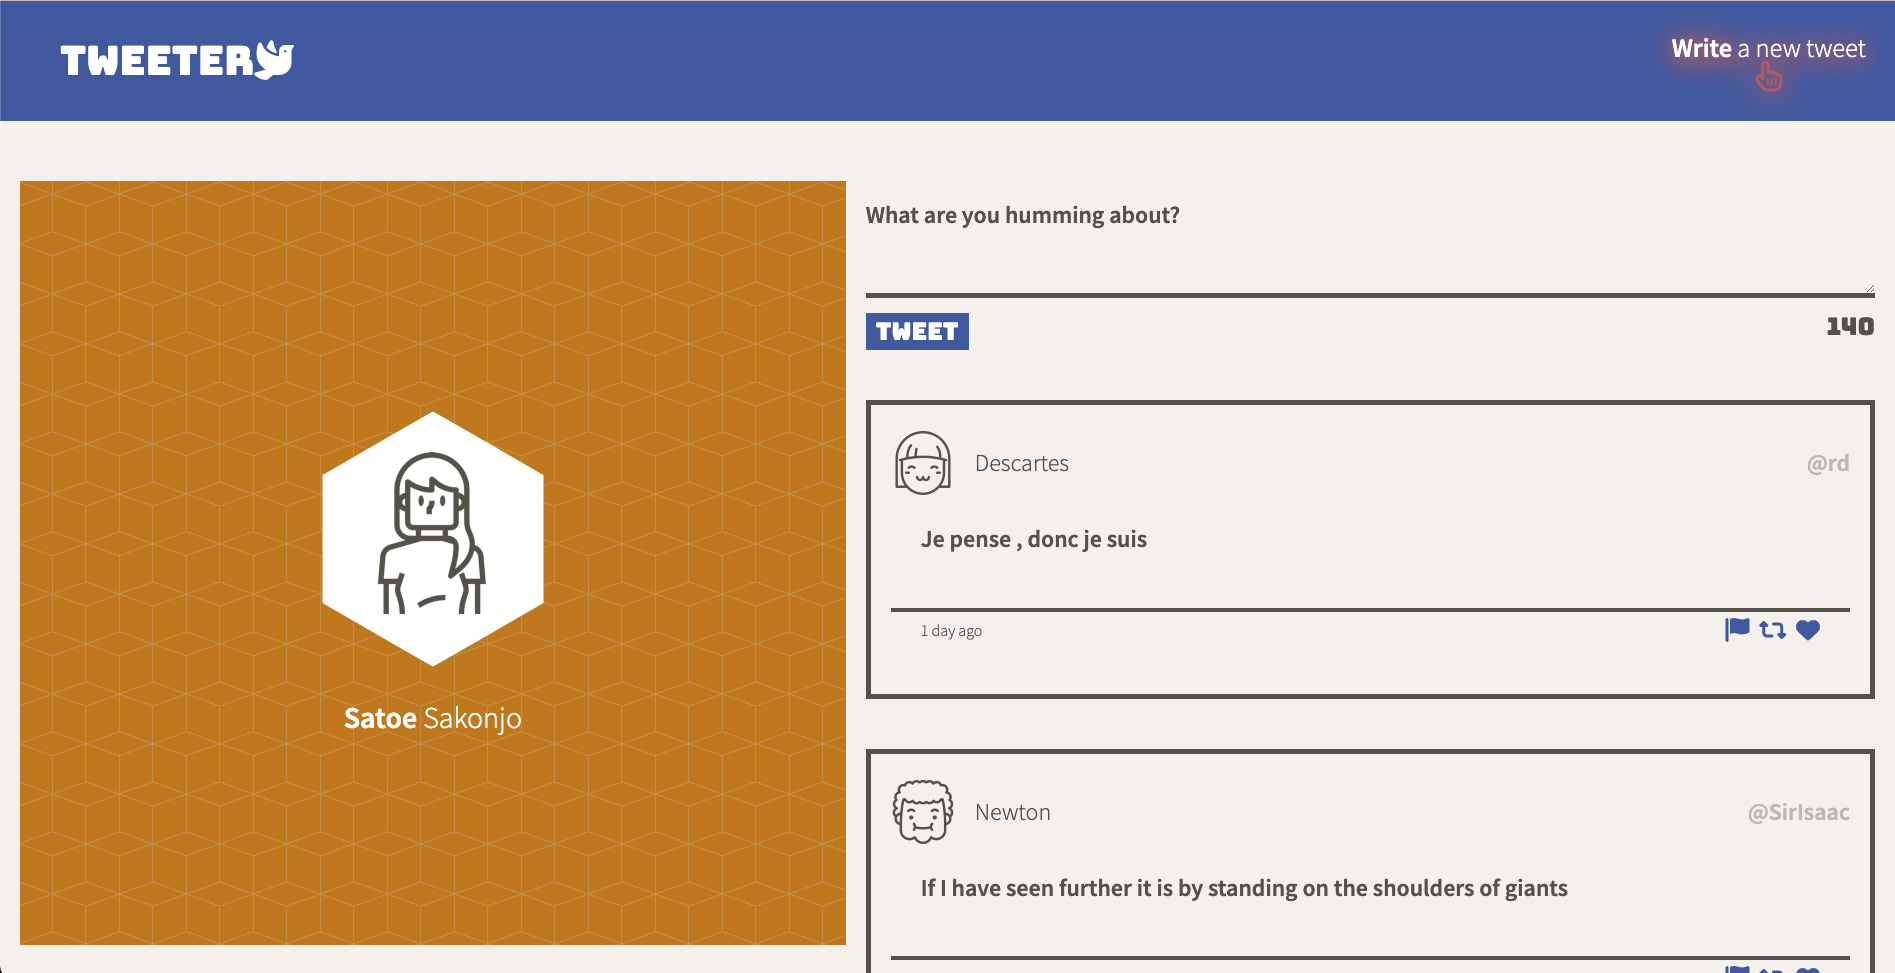 TWEETER
Write a new tweet
What are you humming about?
TWEET
140
Satoe Sakonjo
Descartes
@rd
Je pense , donc je suis
1 day ago
Newton
@SirIsaac
If I have seen further it is by standing on the shoulders of giants